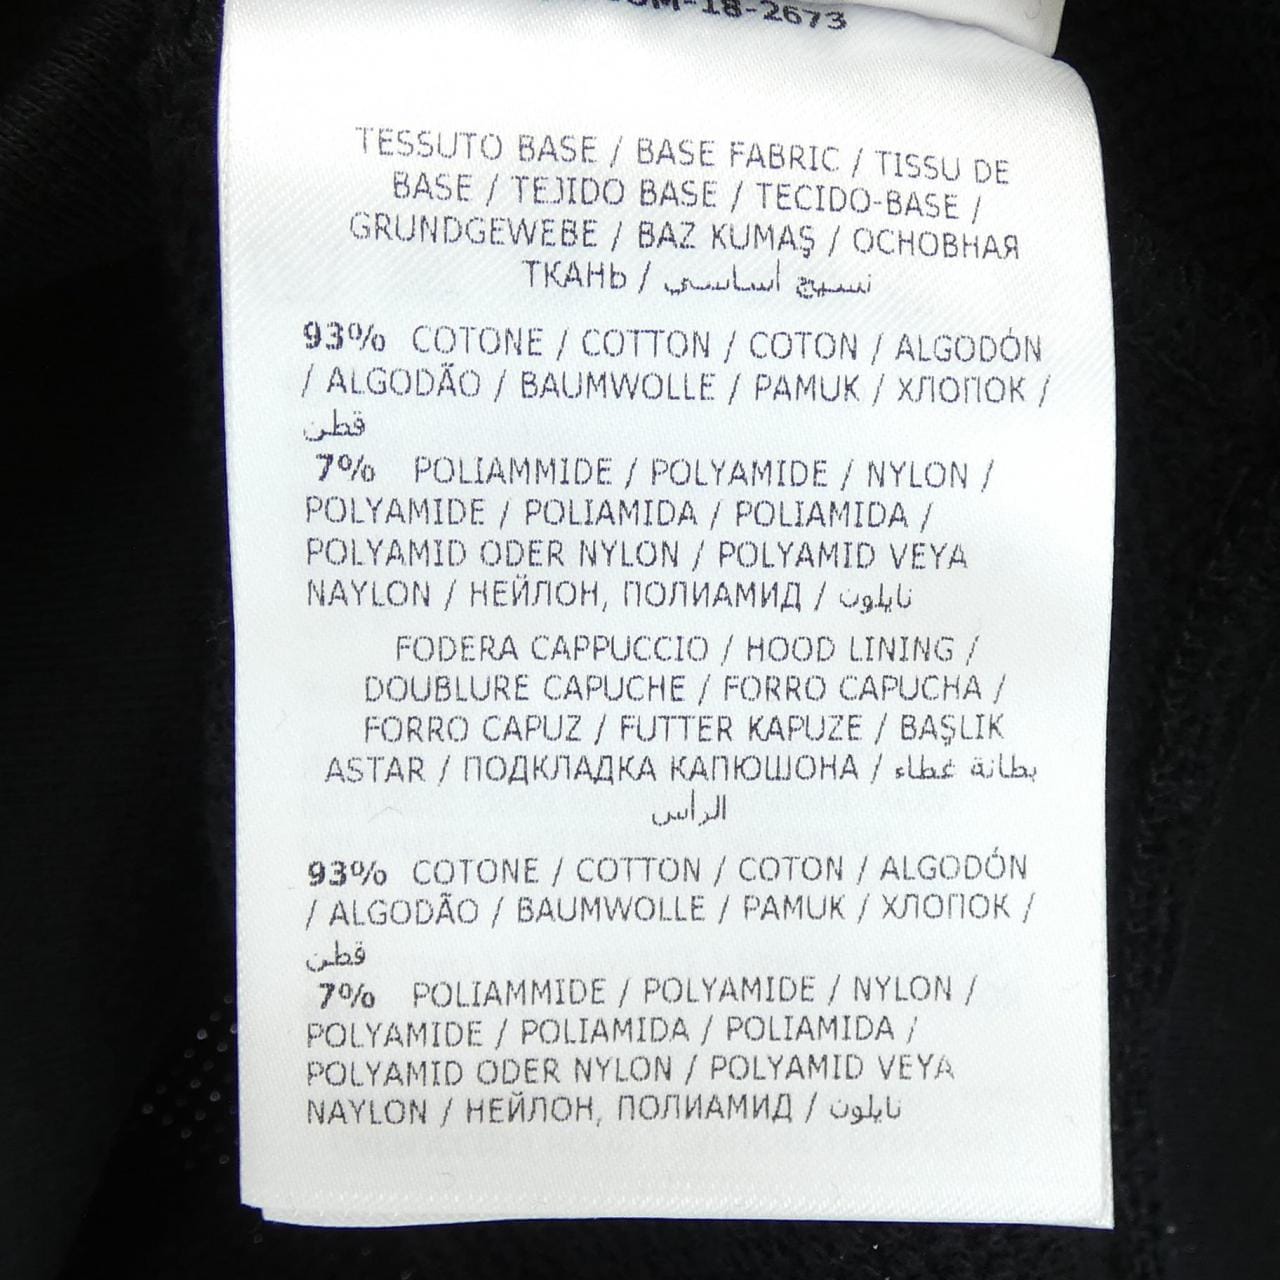 -18-2673
TESSUTO BASE / BASE FABRIC / TISSU DE
BASE / TEJIDO BASE / TECIDO-BASE /
GRUNDGEWEBE / BAZ KUMAŞ / ОСНОВНАЯ
ТКАНЬ / نسيج أساسي
93% COTONE / COTTON / COTON / ALGODÓN
/ ALGODÃO / BAUMWOLLE / PAMUK / ХЛОПОК /
قطن
7% POLIAMMIDE / POLYAMIDE / NYLON /
POLYAMIDE / POLIAMIDA / POLIAMIDA /
POLYAMID ODER NYLON / POLYAMID VEYA
NAYLON / НЕЙЛОН, ПОЛИАМИД / نايلون
FODERA CAPPUCCIO / HOOD LINING /
DOUBLURE CAPUCHE / FORRO CAPUCHA /
FORRO CAPUZ / FUTTER KAPUZE / BAŞLIK
ASTAR / ПОДКЛАДКА КАПЮШОНА / بطانة غطاء
الرأس
93% COTONE / COTTON / COTON / ALGODÓN
/ ALGODÃO / BAUMWOLLE / PAMUK / ХЛОПОК /
قطن
7% POLIAMMIDE / POLYAMIDE / NYLON /
POLYAMIDE / POLIAMIDA / POLIAMIDA /
POLYAMID ODER NYLON / POLYAMID VEYA
NAYLON / НЕЙЛОН, ПОЛИАМИД / نايلون